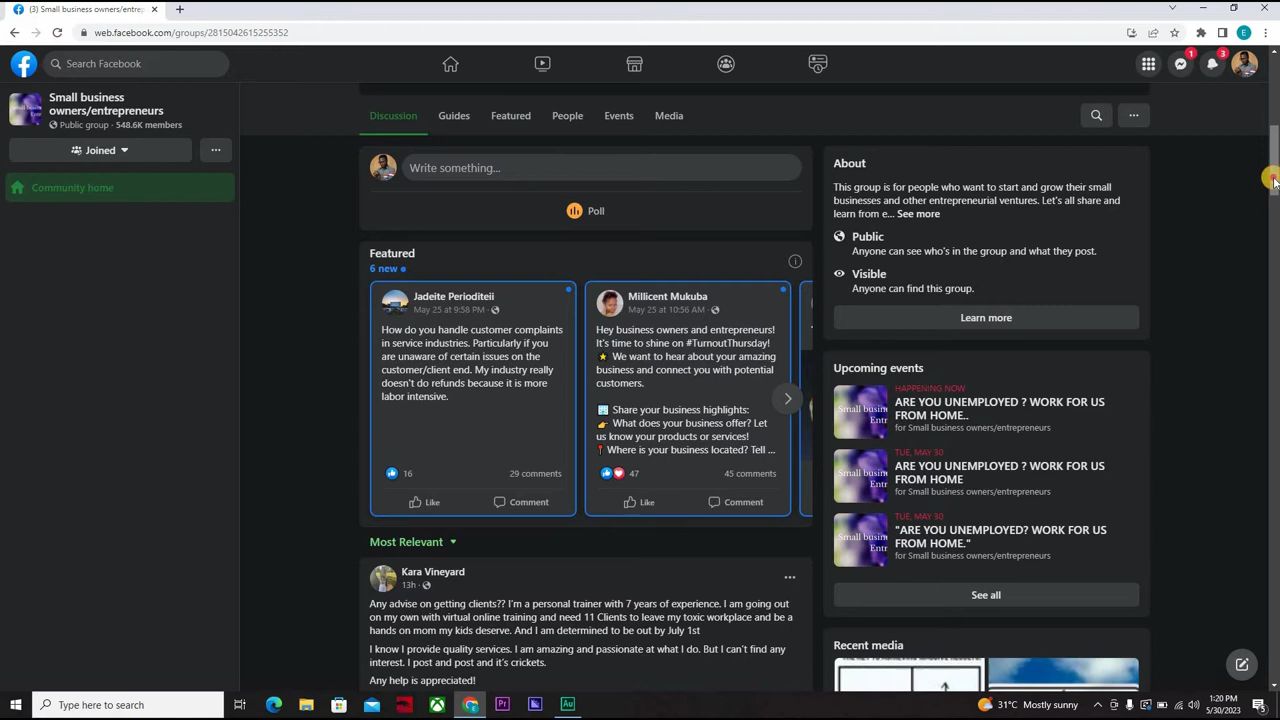 (3) Small business owners/entrep
web.facebook.com/groups/2815042615255352
E
Search Facebook
1
3
Small business
owners/entrepreneurs
Public group · 548.6K members
Joined
Community home
Discussion
Guides
Featured
People
Events
Media
Write something...
Poll
Featured
6 new
Jadeite Perioditeii
May 25 at 9:58 PM ·
How do you handle customer complaints
in service industries. Particularly if you
are unaware of certain issues on the
customer/client end. My industry really
doesn't do refunds because it is more
labor intensive.
16
29 comments
Like
Comment
Millicent Mukuba
May 25 at 10:56 AM ·
Hey business owners and entrepreneurs!
It's time to shine on #TurnoutThursday!
We want to hear about your amazing
business and connect you with potential
customers.
Share your business highlights:
What does your business offer? Let
us know your products or services!
Where is your business located? Tell ...
47
45 comments
Like
Comment
Most Relevant
Kara Vineyard
13h ·
Any advise on getting clients?? I'm a personal trainer with 7 years of experience. I am going out
on my own with virtual online training and need 11 Clients to leave my toxic workplace and be a
hands on mom my kids deserve. And I am determined to be out by July 1st
I know I provide quality services. I am amazing and passionate at what I do. But I can't find any
interest. I post and post and it's crickets.
Any help is appreciated!
About
This group is for people who want to start and grow their small
businesses and other entrepreneurial ventures. Let's all share and
learn from e... See more
Public
Anyone can see who's in the group and what they post.
Visible
Anyone can find this group.
Learn more
Upcoming events
HAPPENING NOW
ARE YOU UNEMPLOYED ? WORK FOR US
FROM HOME..
for Small business owners/entrepreneurs
TUE, MAY 30
ARE YOU UNEMPLOYED ? WORK FOR US
FROM HOME
for Small business owners/entrepreneurs
TUE, MAY 30
"ARE YOU UNEMPLOYED? WORK FOR US
FROM HOME."
for Small business owners/entrepreneurs
See all
Recent media
Type here to search
Pr
Au
31°C Mostly sunny
1:20 PM
5/30/2023
5